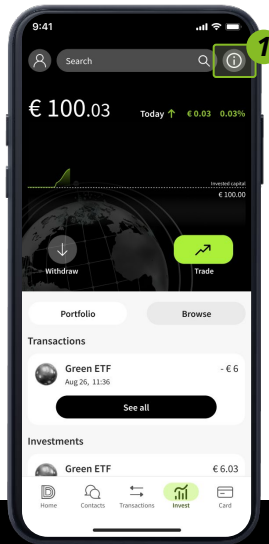 9:41
1
Search
€ 100.03
Today ↑ € 0.03 0.03%
Invested capital
€ 100.00
Withdraw
Trade
Portfolio
Browse
Transactions
Green ETF
- € 6
Aug 26, 11:36
See all
Investments
Green ETF
€ 6.03
Home
Contacts
Transactions
Invest
Card